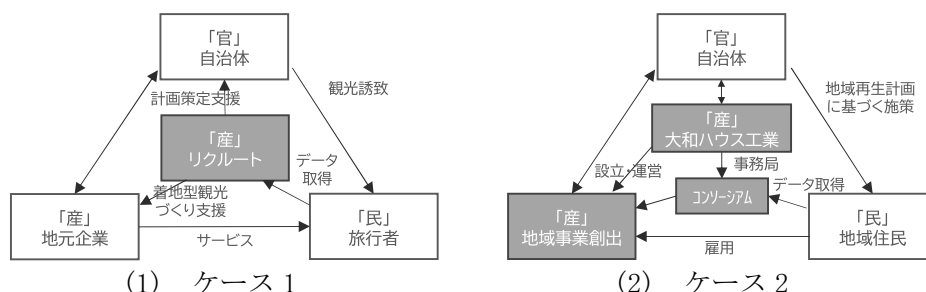 「官」
自治体
計画策定支援
観光誘致
「産」
リクルート
データ
取得
着地型観光
づくり支援
「産」
地元企業
サービス
「民」
旅行者
(1) ケース 1
「官」
自治体
地域再生計画
に基づく施策
「産」
大和ハウス工業
設立・運営
事務局
コンソーシアム
データ取得
「産」
地域事業創出
雇用
「民」
地域住民
(2) ケース 2